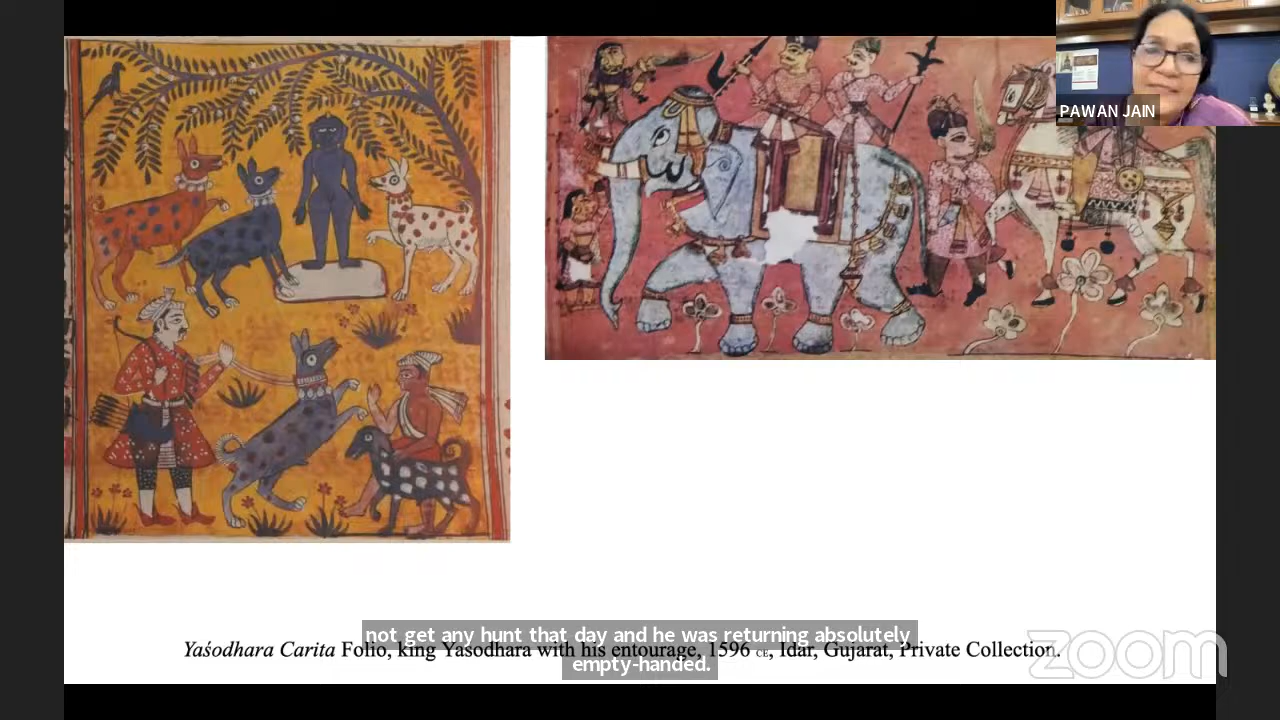 PAWAN JAIN
not get any hunt that day and he was returning absolutely
empty-handed.
Yaśodhara Carita Folio, king Yasodhara with his entourage, 1596 CE, Idar, Gujarat, Private Collection.
zoom